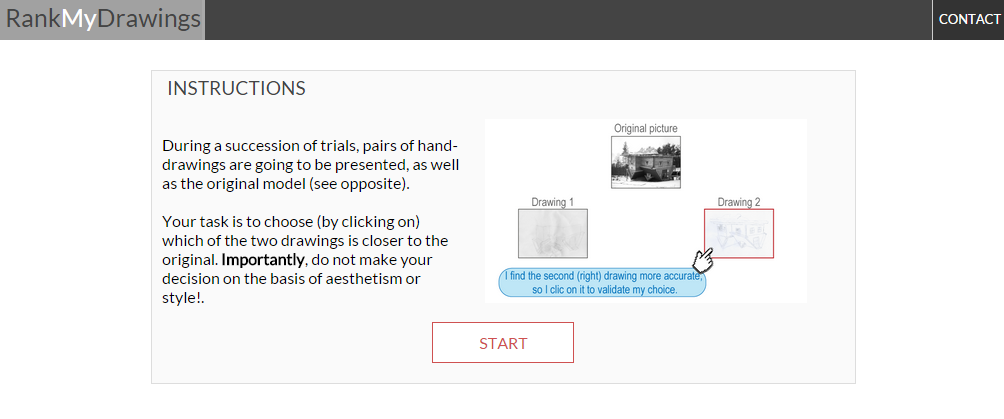 RankMyDrawings
CONTACT
INSTRUCTIONS
During a succession of trials, pairs of hand-
drawings are going to be presented, as well
as the original model (see opposite).
Your task is to choose (by clicking on)
which of the two drawings is closer to the
original. Importantly, do not make your
decision on the basis of aesthetism or
style!.
Original picture
Drawing 1
Drawing 2
I find the second (right) drawing more accurate,
so I clic on it to validate my choice.
START